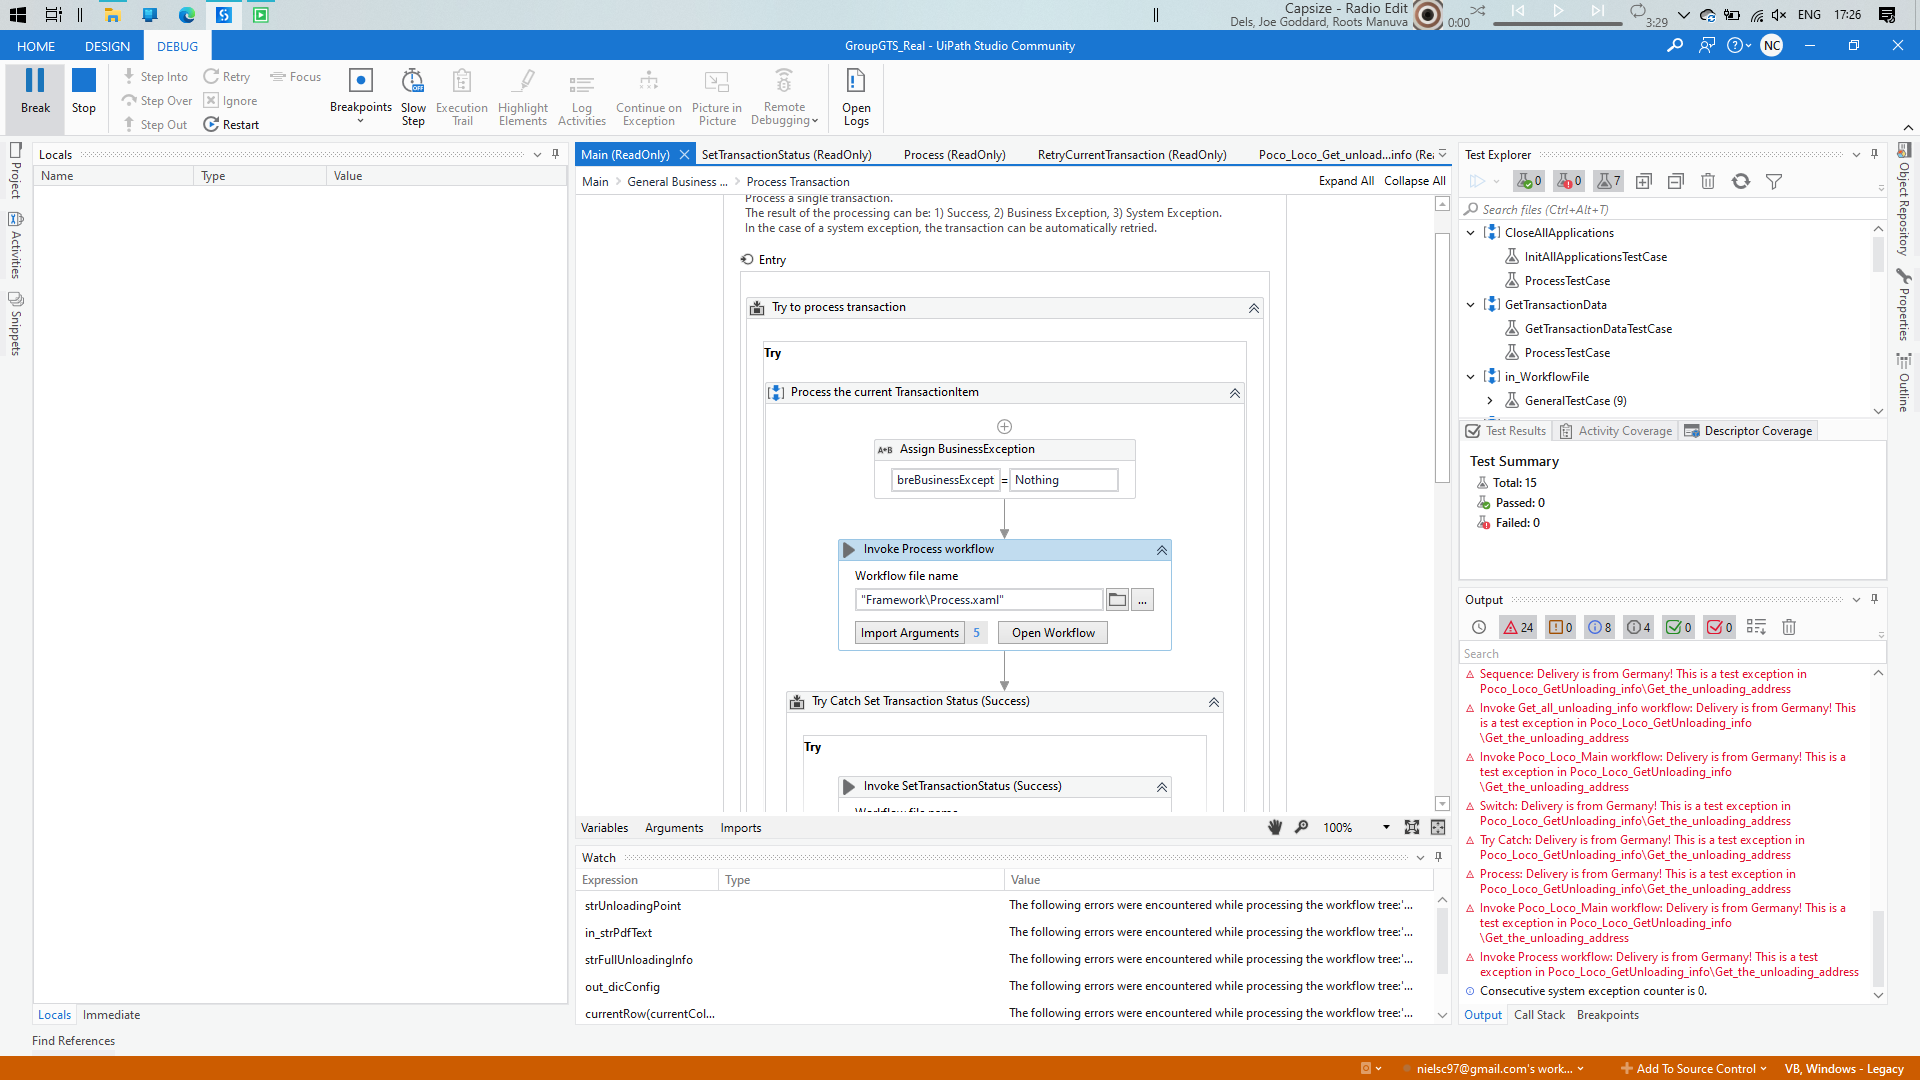 Capsize - Radio Edit
Dels, Joe Goddard, Roots Manuva
0:00
3:29
ENG
17:26
HOME
DESIGN
DEBUG
GroupGTS_Real - UiPath Studio Community
NC
Break
Stop
Step Into
Step Over
Step Out
Retry
Ignore
Restart
Focus
Breakpoints
Slow
Step
Execution
Trail
Highlight
Elements
Log
Activities
Continue on
Exception
Picture in
Picture
Remote
Debugging
Open
Logs
Project
Activities
Snippets
Locals
Name
Type
Value
Main (ReadOnly)
SetTransactionStatus (ReadOnly)
Process (ReadOnly)
RetryCurrentTransaction (ReadOnly)
Poco_Loco_Get_unload...info (Rea
Main
General Business ...
Process Transaction
Expand All
Collapse All
Process a single transaction.
The result of the processing can be: 1) Success, 2) Business Exception, 3) System Exception.
In the case of a system exception, the transaction can be automatically retried.
Entry
Try to process transaction
Try
Process the current TransactionItem
A+B Assign BusinessException
breBusinessExcept = Nothing
Invoke Process workflow
Workflow file name
"Framework\Process.xaml"
...
Import Arguments 5
Open Workflow
Try Catch Set Transaction Status (Success)
Try
Invoke SetTransactionStatus (Success)
Workflow file name
Variables
Arguments
Imports
100%
Watch
Expression
Type
Value
strUnloadingPoint
The following errors were encountered while processing the workflow tree:'...
in_strPdfText
The following errors were encountered while processing the workflow tree:'...
strFullUnloadingInfo
The following errors were encountered while processing the workflow tree:'...
out_dicConfig
The following errors were encountered while processing the workflow tree:'...
currentRow(currentCol...
The following errors were encountered while processing the workflow tree:'...
Test Explorer
0
0
7
Search files (Ctrl+Alt+T)
CloseAllApplications
InitAllApplicationsTestCase
ProcessTestCase
GetTransactionData
GetTransactionDataTestCase
ProcessTestCase
in_WorkflowFile
GeneralTestCase (9)
Test Results
Activity Coverage
Descriptor Coverage
Test Summary
Total: 15
Passed: 0
Failed: 0
Output
24
0
8
4
0
0
Search
Sequence: Delivery is from Germany! This is a test exception in
Poco_Loco_GetUnloading_info\Get_the_unloading_address
Invoke Get_all_unloading_info workflow: Delivery is from Germany! This
is a test exception in Poco_Loco_GetUnloading_info
\Get_the_unloading_address
Invoke Poco_Loco_Main workflow: Delivery is from Germany! This is a
test exception in Poco_Loco_GetUnloading_info
\Get_the_unloading_address
Switch: Delivery is from Germany! This is a test exception in
Poco_Loco_GetUnloading_info\Get_the_unloading_address
Try Catch: Delivery is from Germany! This is a test exception in
Poco_Loco_GetUnloading_info\Get_the_unloading_address
Process: Delivery is from Germany! This is a test exception in
Poco_Loco_GetUnloading_info\Get_the_unloading_address
Invoke Poco_Loco_Main workflow: Delivery is from Germany! This is a
test exception in Poco_Loco_GetUnloading_info
\Get_the_unloading_address
Invoke Process workflow: Delivery is from Germany! This is a test
exception in Poco_Loco_GetUnloading_info\Get_the_unloading_address
Consecutive system exception counter is 0.
Object Repository
Properties
Outline
Locals
Immediate
Output
Call Stack
Breakpoints
Find References
nielsc97@gmail.com's work...
Add To Source Control
VB, Windows - Legacy